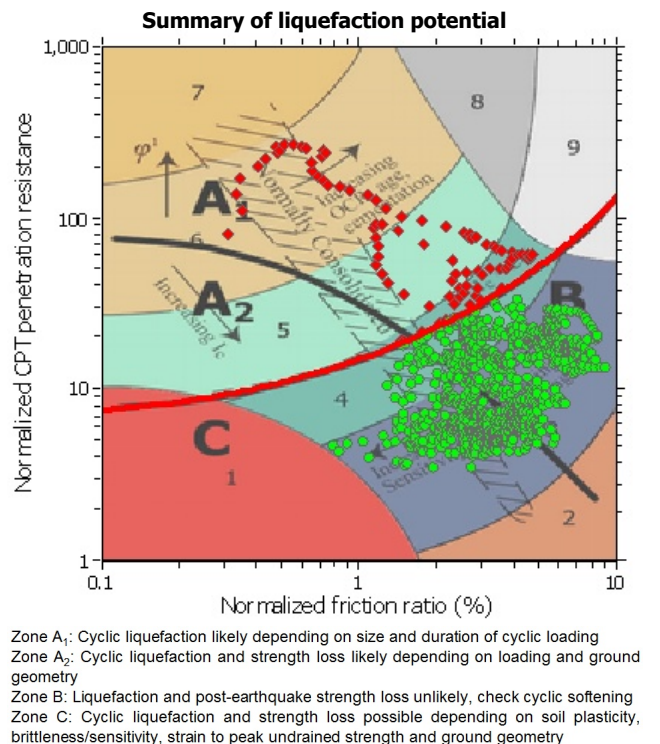 Summary of liquefaction potential
1,000
7
8
9
φ'
Increasing
OCR, age,
cementation
Normally Consolidated
A1
100
6
A2
B
Increasing Ic
5
10
4
C
1
Sensitivity
2
1
0.1
1
10
Normalized CPT penetration resistance
Normalized friction ratio (%)
Zone A1: Cyclic liquefaction likely depending on size and duration of cyclic loading
Zone A2: Cyclic liquefaction and strength loss likely depending on loading and ground
geometry
Zone B: Liquefaction and post-earthquake strength loss unlikely, check cyclic softening
Zone C: Cyclic liquefaction and strength loss possible depending on soil plasticity,
brittleness/sensitivity, strain to peak undrained strength and ground geometry